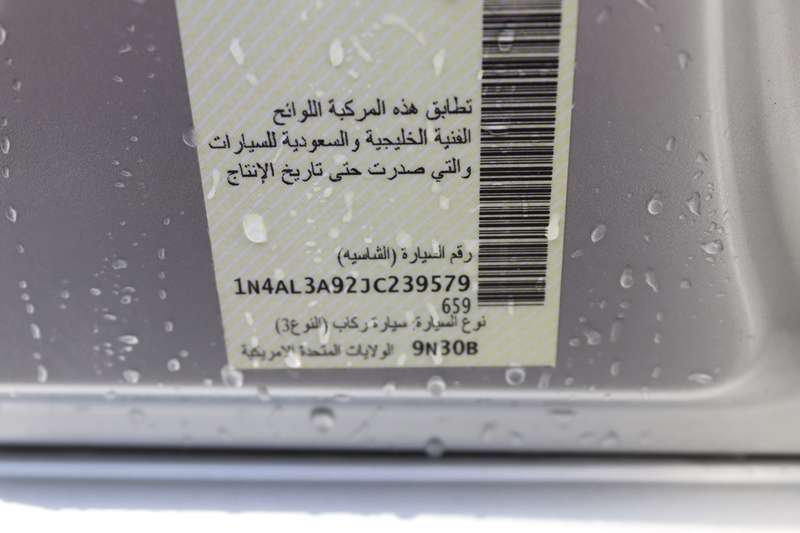 تطابق هذه المركبة اللوائح
الفنية الخليجية والسعودية للسيارات
والتي صدرت حتى تاريخ الإنتاج
رقم السيارة (الشاسيه)
1N4AL3A92JC239579
659
نوع السيارة: سيارة ركاب (النوع3)
9N30B الولايات المتحدة الامريكية